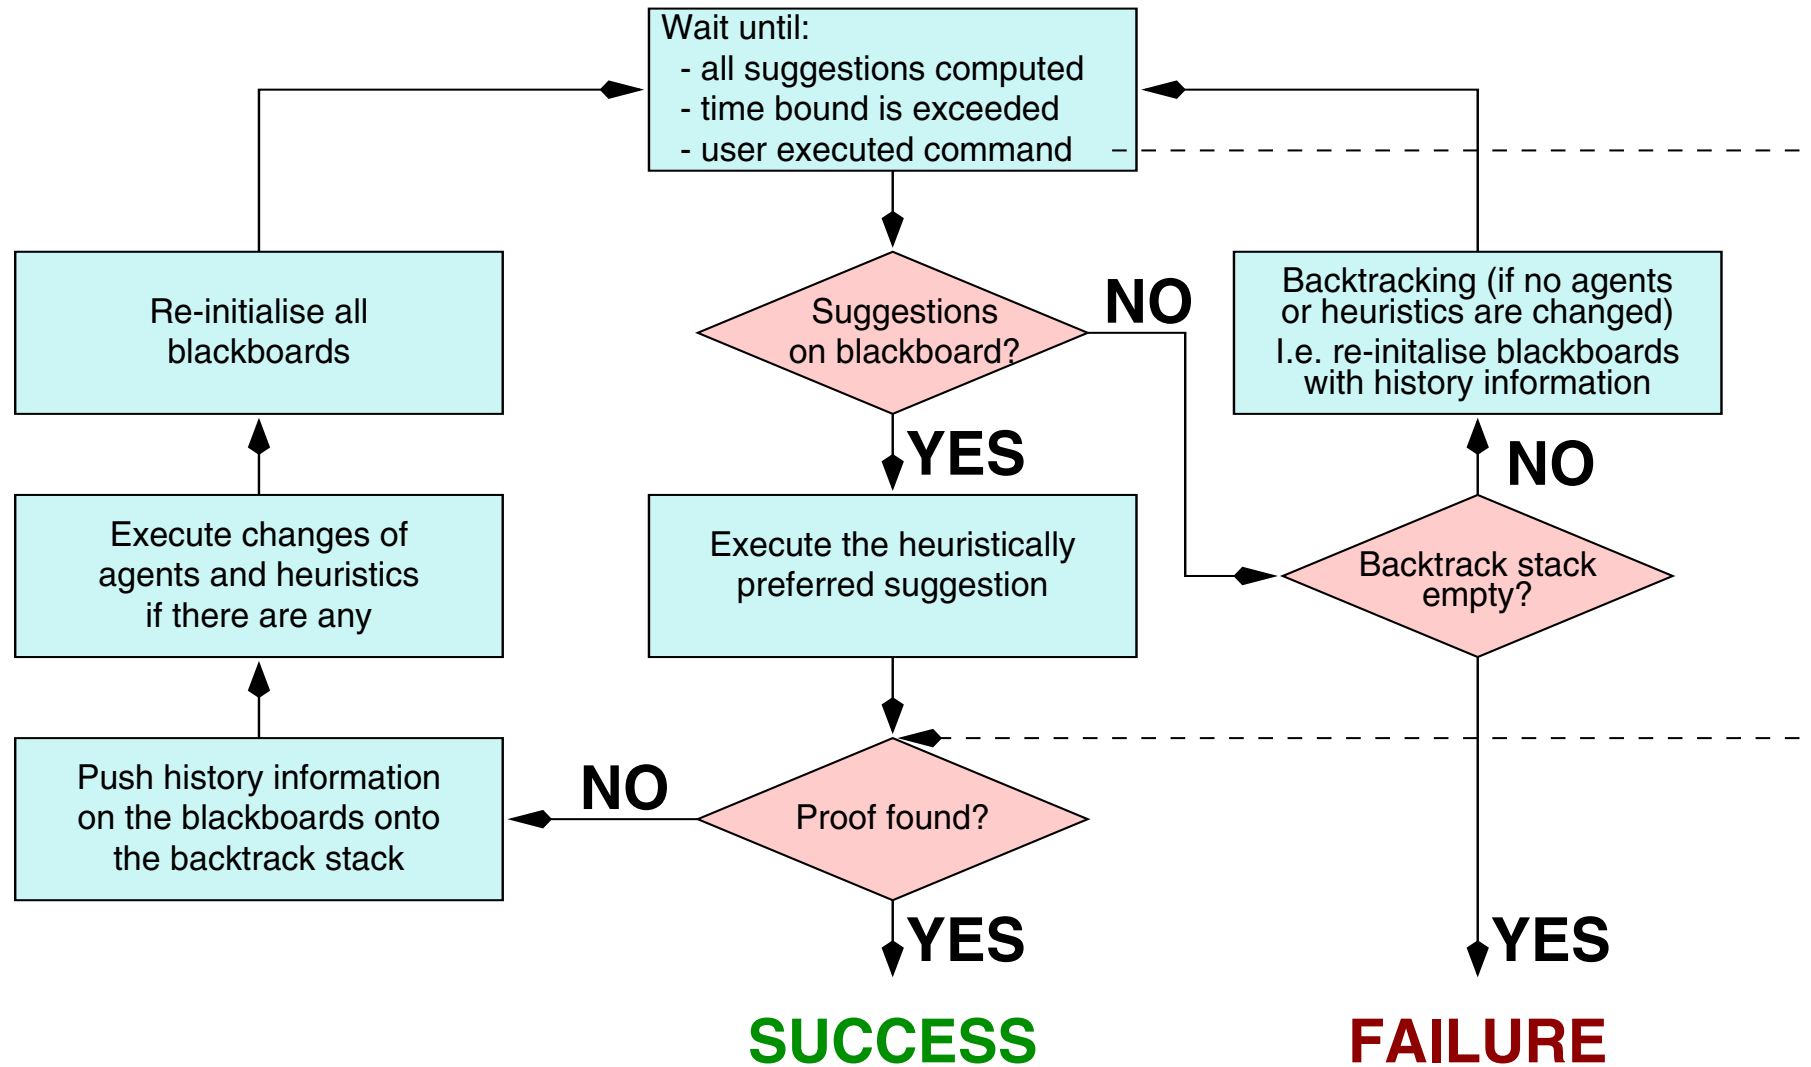 Wait until:
- all suggestions computed
- time bound is exceeded
- user executed command
Re-initialise all
blackboards
Suggestions
on blackboard?
NO
Backtracking (if no agents
or heuristics are changed)
I.e. re-initalise blackboards
with history information
YES
NO
Execute changes of
agents and heuristics
if there are any
Execute the heuristically
preferred suggestion
Backtrack stack
empty?
Push history information
on the blackboards onto
the backtrack stack
NO
Proof found?
YES
YES
SUCCESS
FAILURE